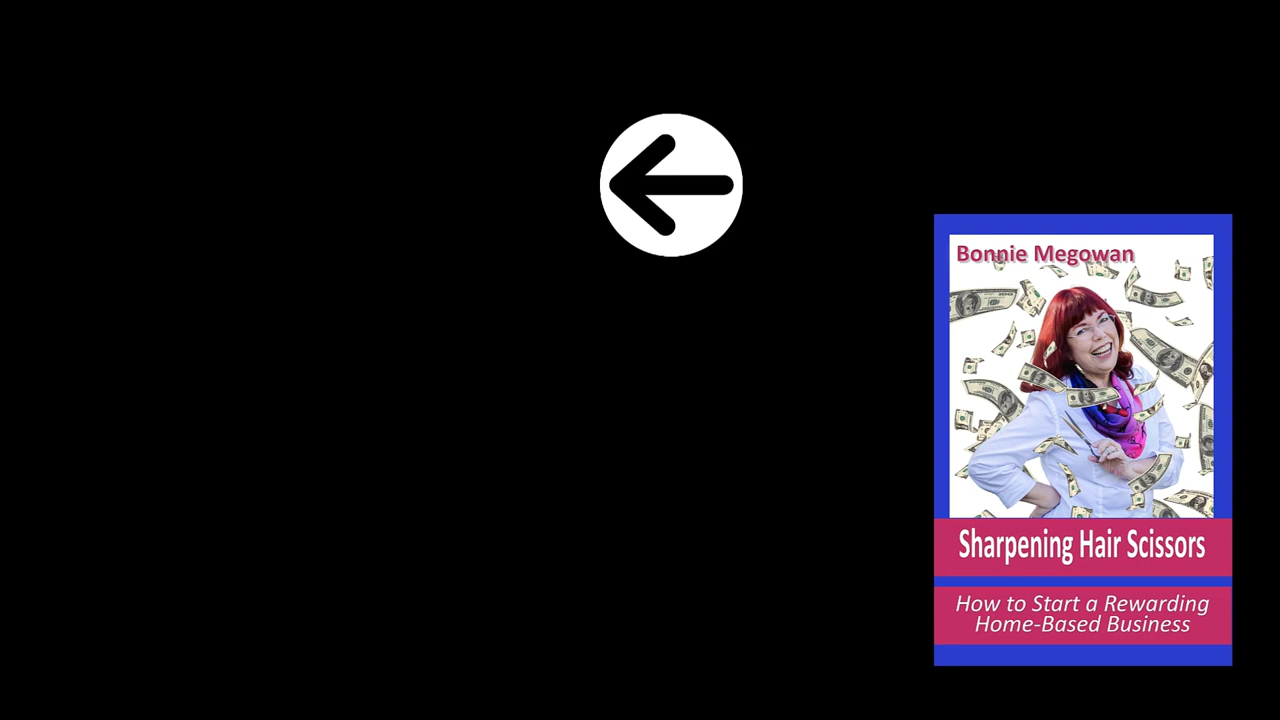 Bonnie Megowan
Sharpening Hair Scissors
How to Start a Rewarding
Home-Based Business